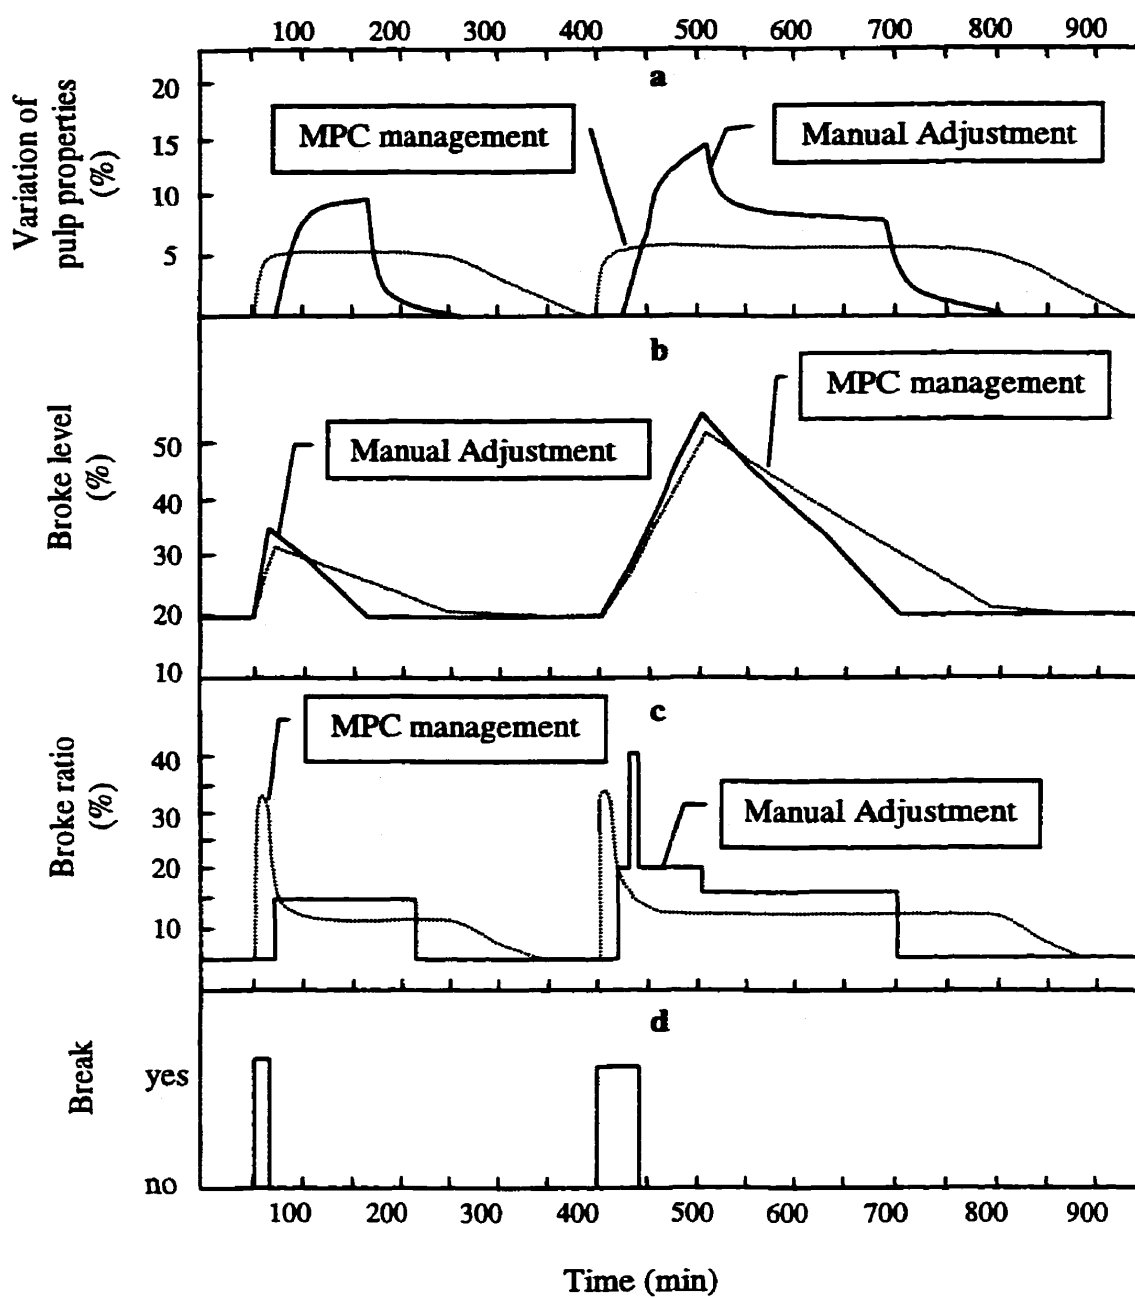 100 200 300 400 500 600 700 800 900
a
Variation of
pulp properties
(%)
20
15
10
5
MPC management
Manual Adjustment
b
Broke level
(%)
50
40
30
20
10
MPC management
Manual Adjustment
c
Broke ratio
(%)
40
30
20
10
MPC management
Manual Adjustment
d
Break
yes
no
100 200 300 400 500 600 700 800 900
Time (min)